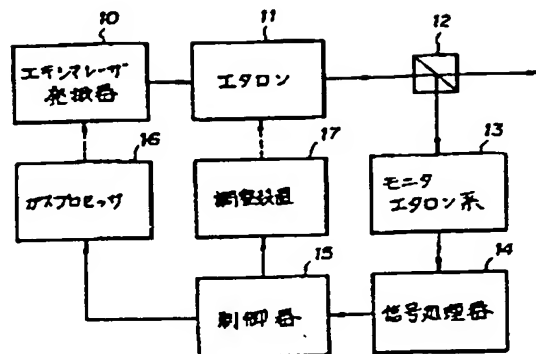 10
エキシマレーザ
発振器
11
エタロン
12
16
ガスプロセッサ
17
調整装置
13
モニタ
エタロン系
15
制御器
14
信号処理器